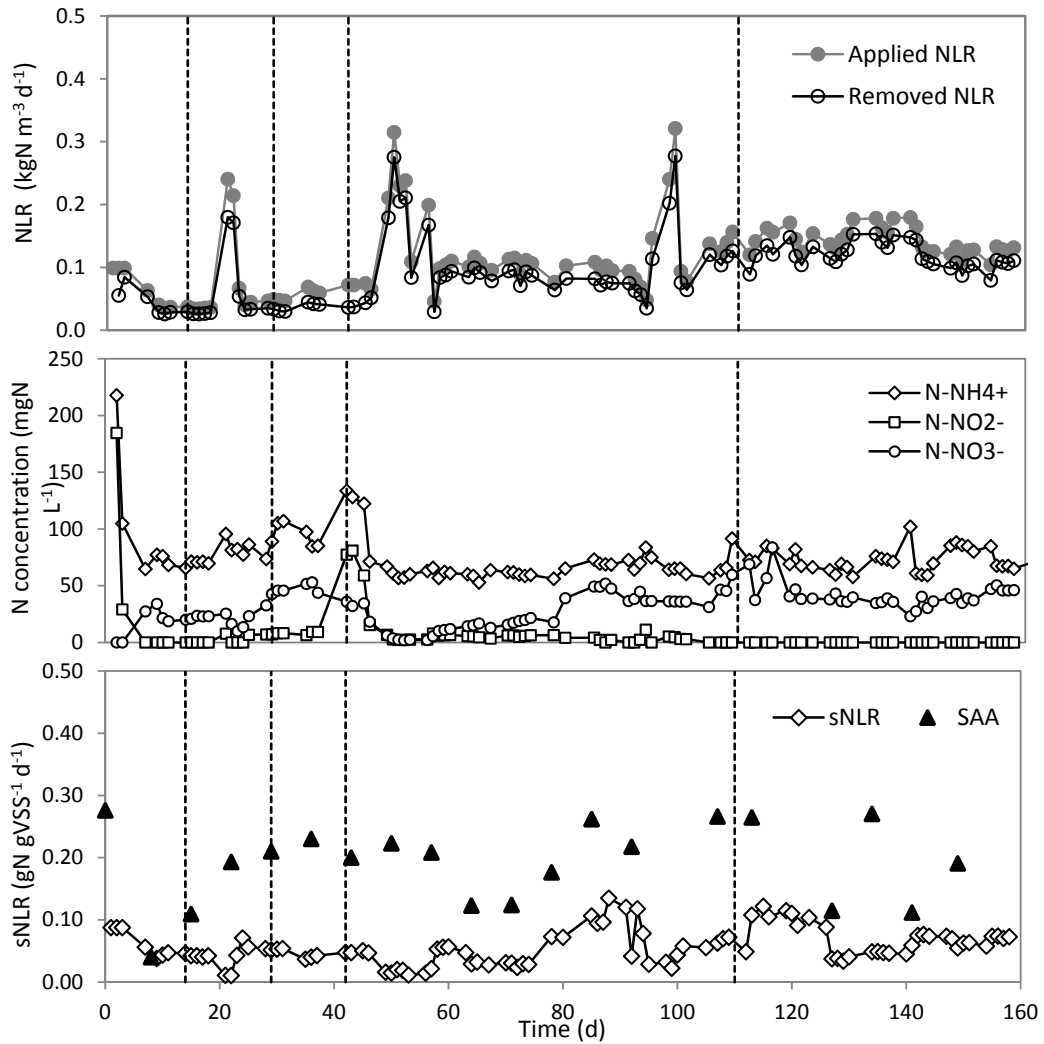 0.5
0.4
0.3
0.2
0.1
0.0
NLR (kgN m-3 d-1)
Applied NLR
Removed NLR
250
200
150
100
50
0
N concentration (mgN
L-1)
N-NH4+
N-NO2-
N-NO3-
0.50
0.40
0.30
0.20
0.10
0.00
sNLR (gN gVSS-1 d-1)
sNLR SAA
0 20 40 60 80 100 120 140 160
Time (d)